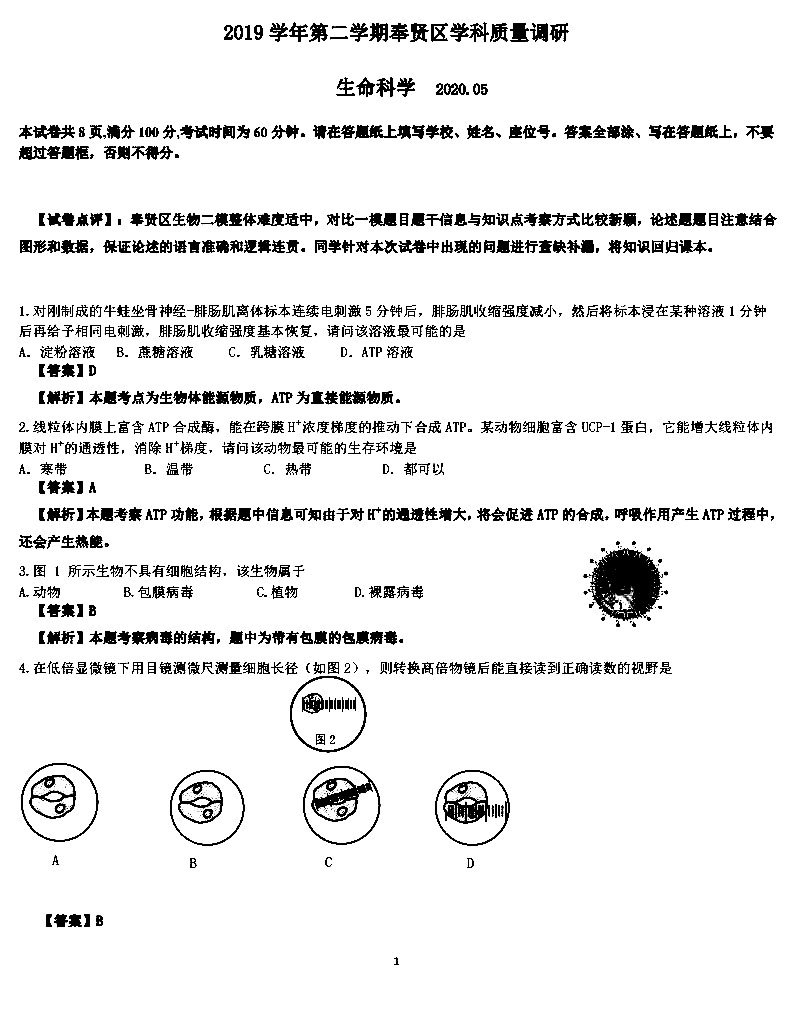 2019 学年第二学期奉贤区学科质量调研
生命科学 2020.05
本试卷共 8 页,满分 100 分,考试时间为 60 分钟。请在答题纸上填写学校、姓名、座位号。答案全部涂、写在答题纸上，不要
超过答题框，否则不得分。
【试卷点评】：奉贤区生物二模整体难度适中，对比一模题目题干信息与知识点考察方式比较新颖，论述题题目注意结合
图形和数据，保证论述的语言准确和逻辑连贯。同学针对本次试卷中出现的问题进行查缺补漏，将知识回归课本。
1.对刚制成的牛蛙坐骨神经-腓肠肌离体标本连续电刺激 5 分钟后，腓肠肌收缩强度减小，然后将标本浸在某种溶液 1 分钟
后再给予相同电刺激，腓肠肌收缩强度基本恢复，请问该溶液最可能的是
A. 淀粉溶液 B. 蔗糖溶液 C. 乳糖溶液 D. ATP 溶液
【答案】D
【解析】本题考点为生物体能源物质，ATP 为直接能源物质。
2.线粒体内膜上富含 ATP 合成酶，能在跨膜 H⁺浓度梯度的推动下合成 ATP。某动物细胞富含 UCP-1 蛋白，它能增大线粒体内
膜对 H⁺的通透性，消除 H⁺梯度，请问该动物最可能的生存环境是
A. 寒带 B. 温带 C. 热带 D. 都可以
【答案】A
【解析】本题考察 ATP 功能，根据题中信息可知由于对 H⁺的通透性增大，将会促进 ATP 的合成，呼吸作用产生 ATP 过程中，
还会产生热能。
3.图 1 所示生物不具有细胞结构，该生物属于
A.动物 B.包膜病毒 C.植物 D.裸露病毒
【答案】B
【解析】本题考察病毒的结构，题中为带有包膜的包膜病毒。
4.在低倍显微镜下用目镜测微尺测量细胞长径（如图 2），则转换高倍物镜后能直接读到正确读数的视野是
图 2
A B C D
【答案】B
1